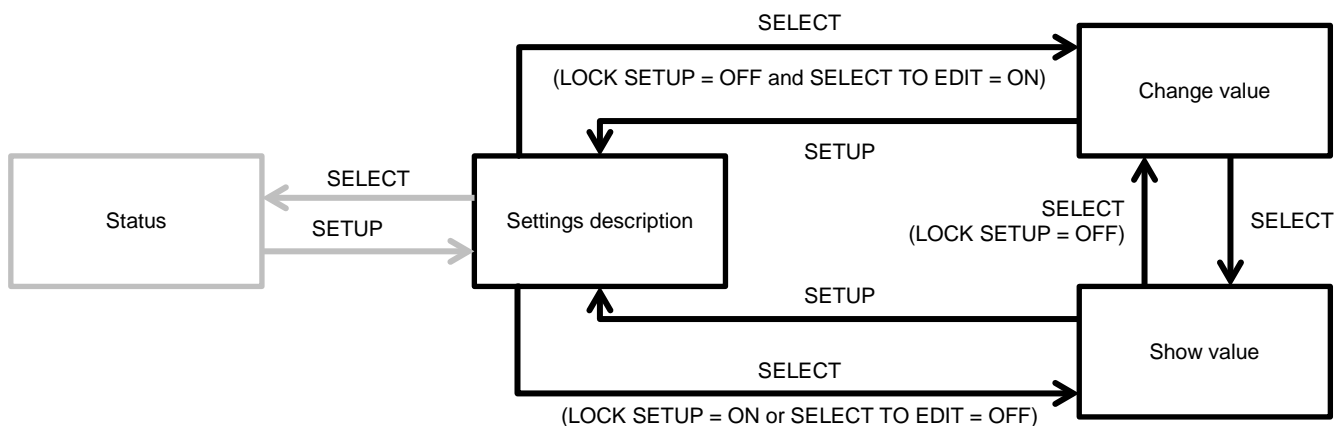 SELECT
(LOCK SETUP = OFF and SELECT TO EDIT = ON)
Change value
SETUP
SELECT
Status
Settings description
SETUP
SELECT
(LOCK SETUP = OFF)
SELECT
SETUP
Show value
SELECT
(LOCK SETUP = ON or SELECT TO EDIT = OFF)